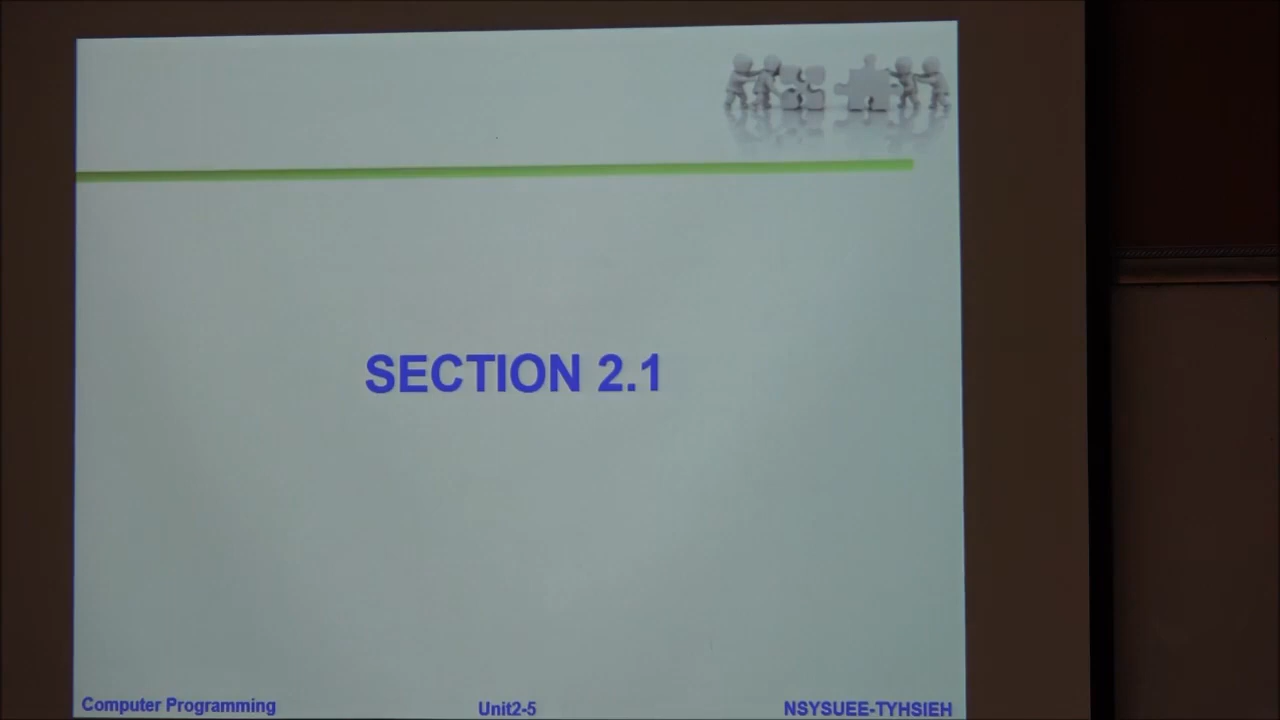 SECTION 2.1
Computer Programming
Unit2-5
NSYSUEE-TYHSIEH